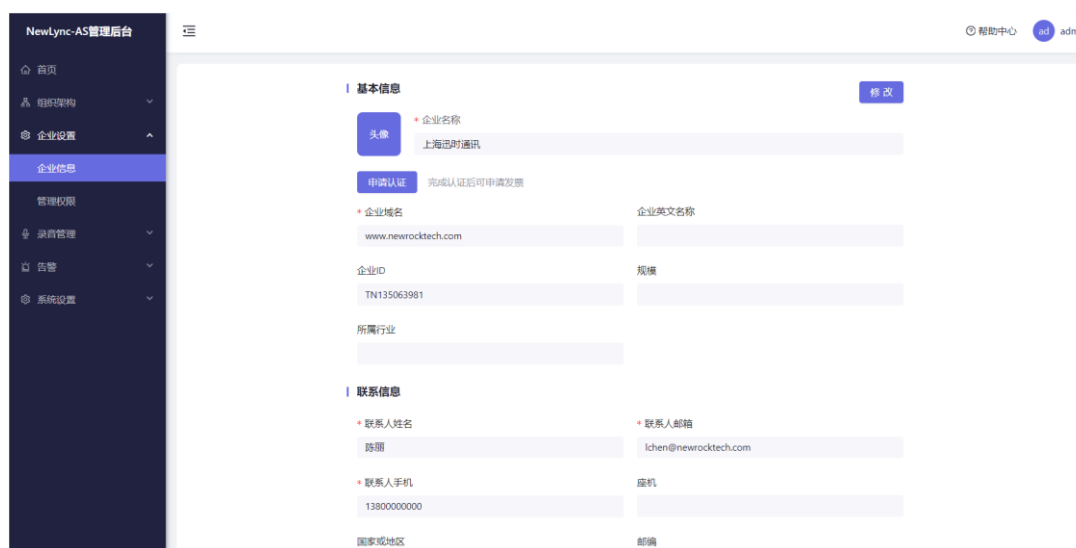 NewLync-AS管理后台
帮助中心 ad adm
首页
组织架构
企业设置
企业信息
管理权限
录音管理
告警
系统设置
基本信息
修 改
头像
* 企业名称
上海迅时通讯
申请认证 完成认证后可申请发票
* 企业域名 企业英文名称
www.newrocktech.com
企业ID 规模
TN135063981
所属行业
联系信息
* 联系人姓名 * 联系人邮箱
陈丽 lchen@newrocktech.com
* 联系人手机 座机
13800000000
国家或地区 邮编